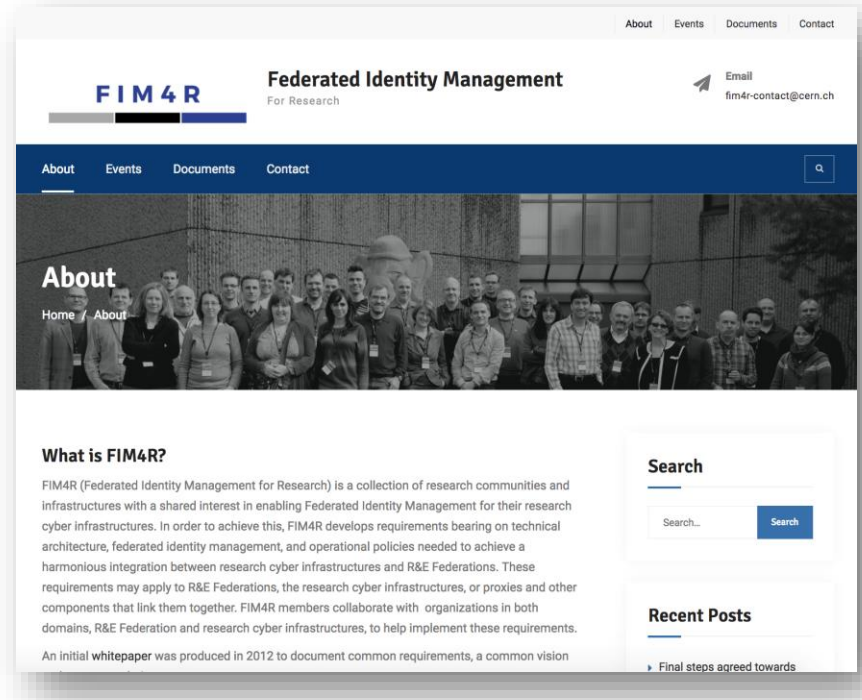 About Events Documents Contact
FIM4R
Federated Identity Management
For Research
Email
fim4r-contact@cern.ch
About Events Documents Contact
About
Home / About
What is FIM4R?
FIM4R (Federated Identity Management for Research) is a collection of research communities and
infrastructures with a shared interest in enabling Federated Identity Management for their research
cyber infrastructures. In order to achieve this, FIM4R develops requirements bearing on technical
architecture, federated identity management, and operational policies needed to achieve a
harmonious integration between research cyber infrastructures and R&E Federations. These
requirements may apply to R&E Federations, the research cyber infrastructures, or proxies and other
components that link them together. FIM4R members collaborate with organizations in both
domains, R&E Federation and research cyber infrastructures, to help implement these requirements.
An initial whitepaper was produced in 2012 to document common requirements, a common vision
Search
Search...
Search
Recent Posts
Final steps agreed towards